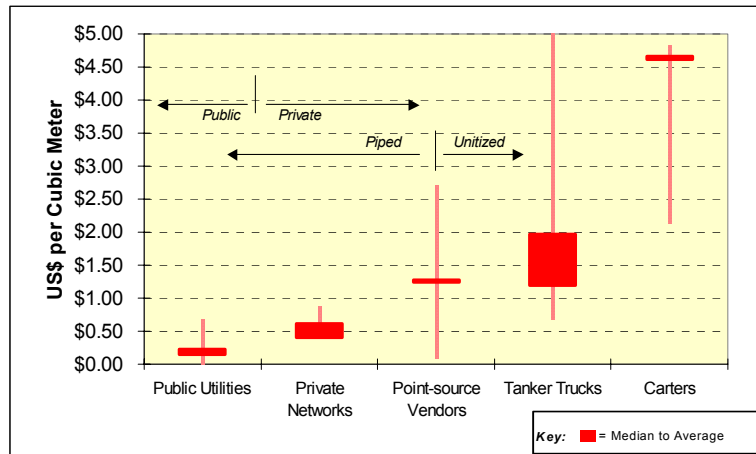 US$ per Cubic Meter
$5.00
$4.50
$4.00
$3.50
$3.00
$2.50
$2.00
$1.50
$1.00
$0.50
$0.00
Public Private
Piped Unitized
Public Utilities
Private
Networks
Point-source
Vendors
Tanker Trucks
Carters
Key: = Median to Average